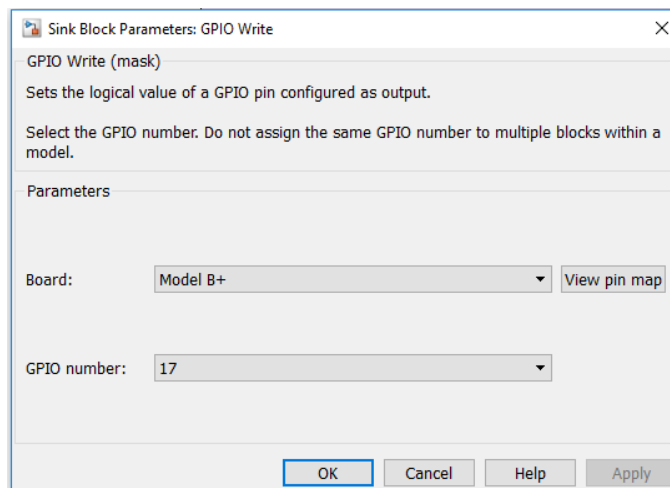 Sink Block Parameters: GPIO Write
GPIO Write (mask)
Sets the logical value of a GPIO pin configured as output.
Select the GPIO number. Do not assign the same GPIO number to multiple blocks within a
model.
Parameters
Board: Model B+ View pin map
GPIO number: 17
OK Cancel Help Apply